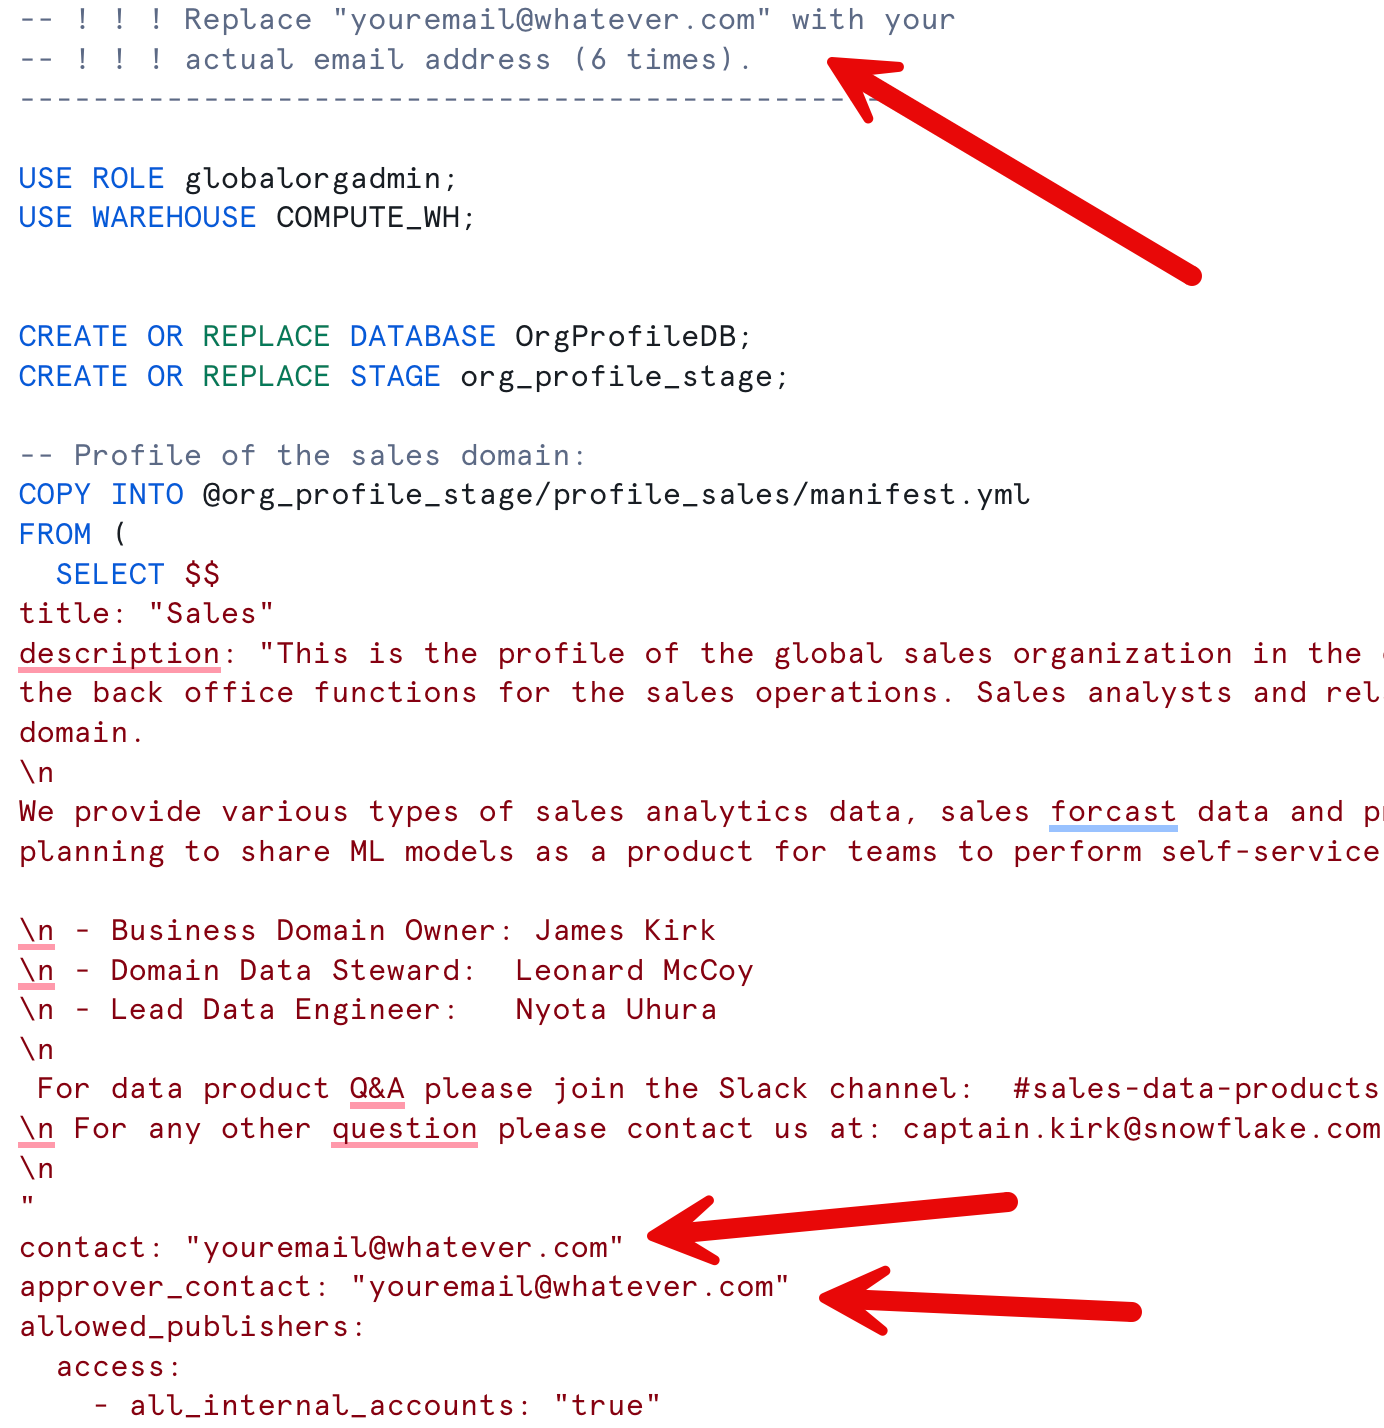 -- ! ! ! Replace "youremail@whatever.com" with your
-- ! ! ! actual email address (6 times).
------------------------------------------------
USE ROLE globalorgadmin;
USE WAREHOUSE COMPUTE_WH;
CREATE OR REPLACE DATABASE OrgProfileDB;
CREATE OR REPLACE STAGE org_profile_stage;
-- Profile of the sales domain:
COPY INTO @org_profile_stage/profile_sales/manifest.yml
FROM (
  SELECT $$
title: "Sales"
description: "This is the profile of the global sales organization in the
the back office functions for the sales operations. Sales analysts and rel
domain.
\n
We provide various types of sales analytics data, sales forcast data and
planning to share ML models as a product for teams to perform self-service
\n - Business Domain Owner: James Kirk
\n - Domain Data Steward:  Leonard McCoy
\n - Lead Data Engineer:   Nyota Uhura
\n
 For data product Q&A please join the Slack channel:  #sales-data-products
\n For any other question please contact us at: captain.kirk@snowflake.com
\n
"
contact: "youremail@whatever.com"
approver_contact: "youremail@whatever.com"
allowed_publishers:
  access:
    - all_internal_accounts: "true"